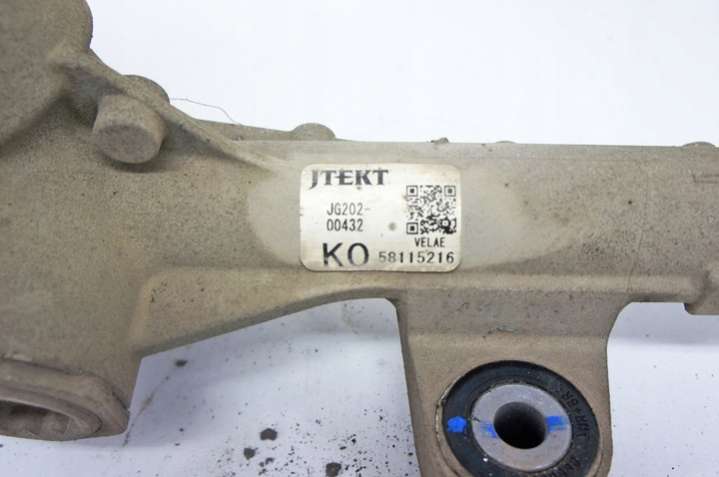 JTEKT
JG202-
00432
VELAE
KO 58115216